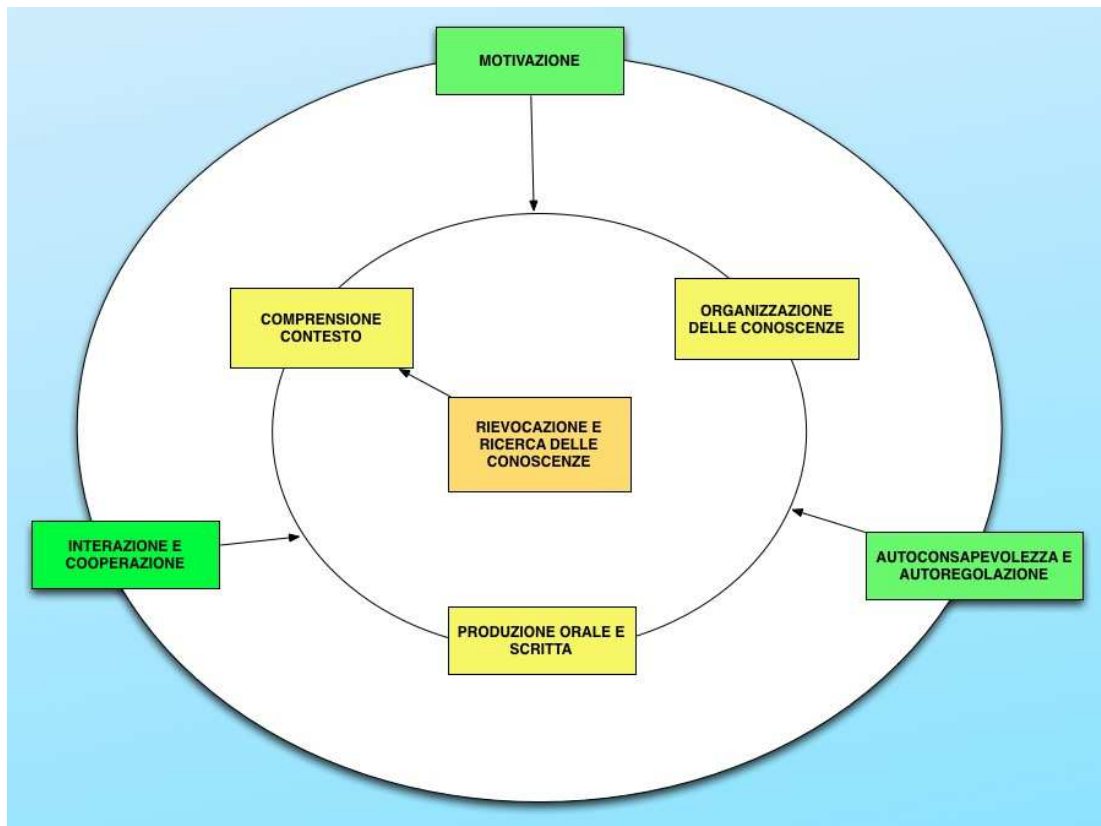 MOTIVAZIONE
COMPRENSIONE
CONTESTO
ORGANIZZAZIONE
DELLE CONOSCENZE
RIEVOCAZIONE E
RICERCA DELLE
CONOSCENZE
INTERAZIONE E
COOPERAZIONE
AUTOCONSAPEVOLEZZA E
AUTOREGOLAZIONE
PRODUZIONE ORALE E
SCRITTA